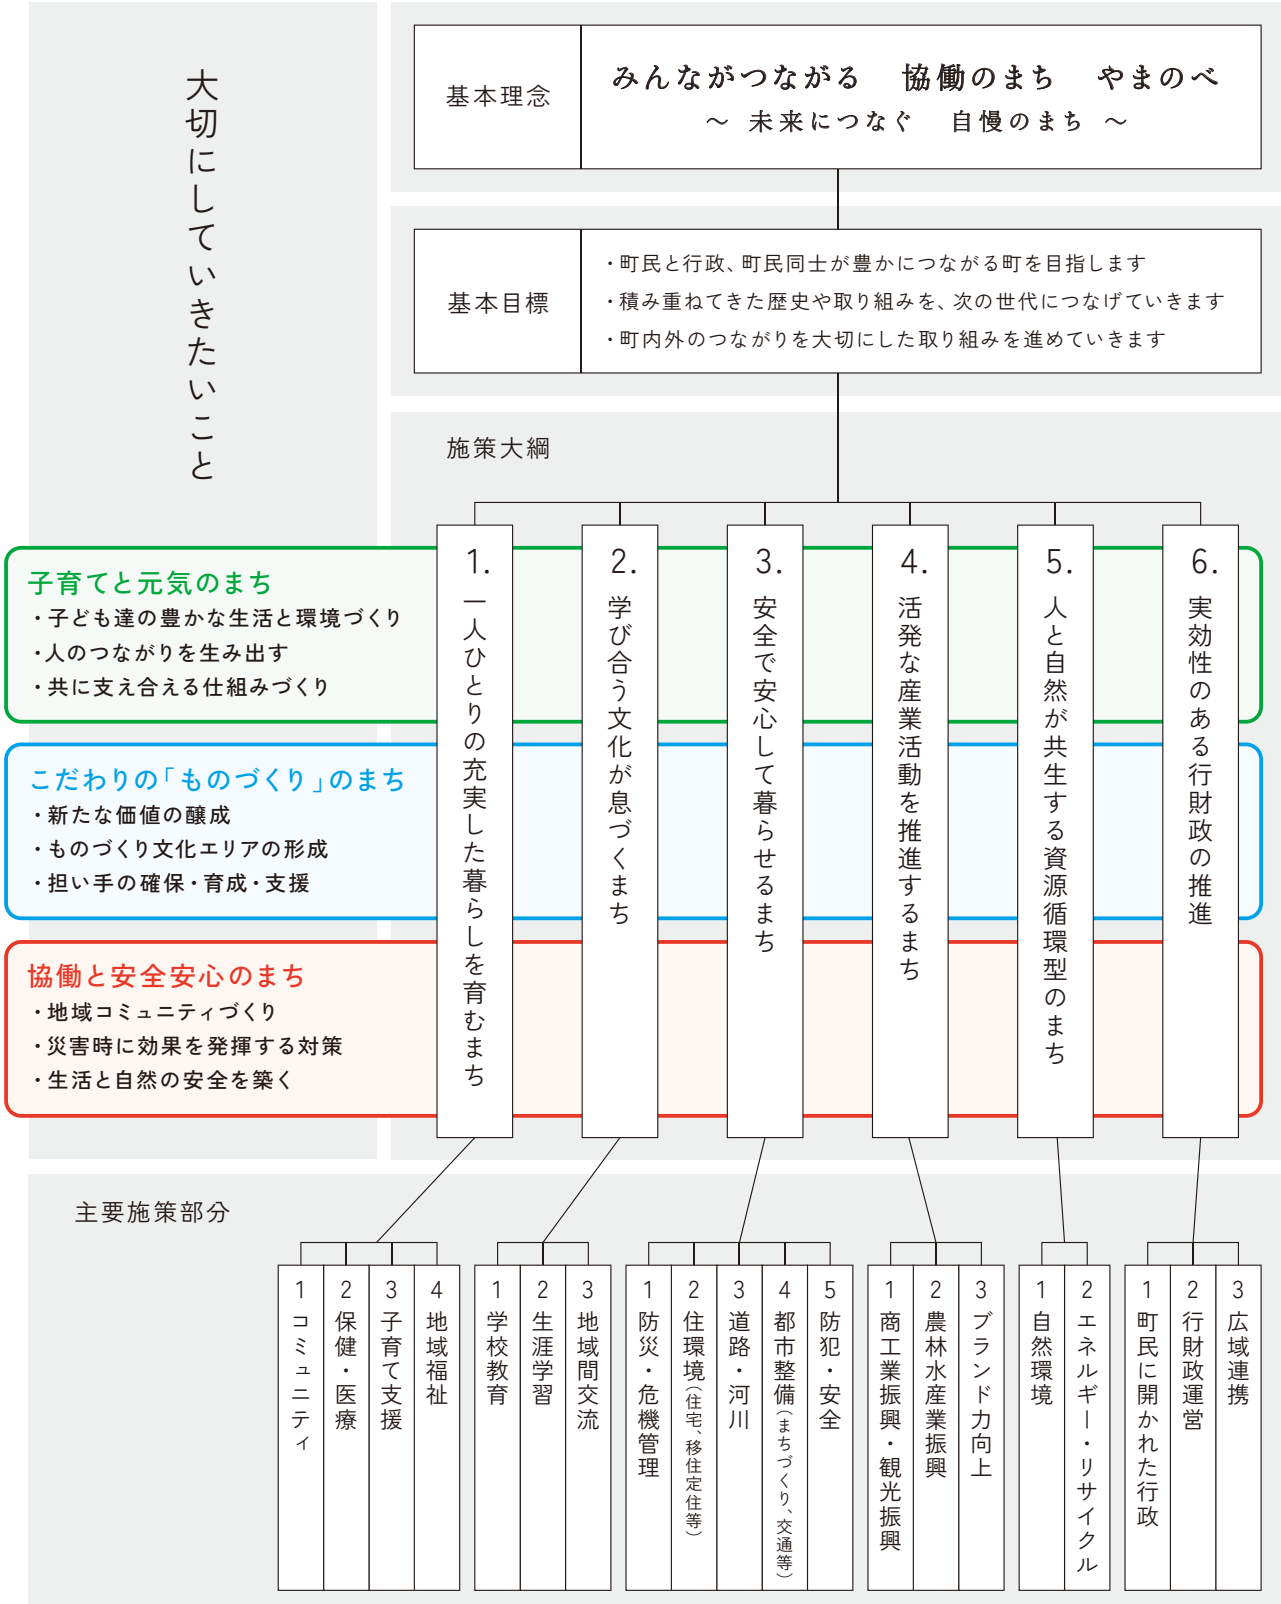 大切にしていきたいこと
基本理念
みんながつながる　協働のまち　やまのべ
～ 未来につなぐ　自慢のまち ～
基本目標
・町民と行政、町民同士が豊かにつながる町を目指します
・積み重ねてきた歴史や取り組みを、次の世代につなげていきます
・町内外のつながりを大切にした取り組みを進めていきます
施策大綱
子育てと元気のまち
・子ども達の豊かな生活と環境づくり
・人のつながりを生み出す
・共に支え合える仕組みづくり
こだわりの「ものづくり」のまち
・新たな価値の醸成
・ものづくり文化エリアの形成
・担い手の確保・育成・支援
協働と安全安心のまち
・地域コミュニティづくり
・災害時に効果を発揮する対策
・生活と自然の安全を築く
1. 一人ひとりの充実した暮らしを育むまち
2. 学び合う文化が息づくまち
3. 安全で安心して暮らせるまち
4. 活発な産業活動を推進するまち
5. 人と自然が共生する資源循環型のまち
6. 実効性のある行財政の推進
主要施策部分
1 コミュニティ
2 保健・医療
3 子育て支援
4 地域福祉
1 学校教育
2 生涯学習
3 地域間交流
1 防災・危機管理
2 住環境（住宅、移住定住等）
3 道路・河川
4 都市整備（まちづくり、交通等）
5 防犯・安全
1 商工業振興・観光振興
2 農林水産業振興
3 ブランド力向上
1 自然環境
2 エネルギー・リサイクル
1 町民に開かれた行政
2 行財政運営
3 広域連携